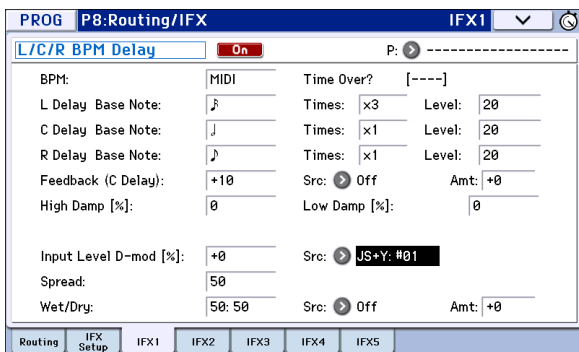 PROG P8:Routing/IFX IFX1
L/C/R BPM Delay On P: ------------------
BPM: MIDI Time Over? [----]
L Delay Base Note: 𝅘𝅥𝅯 Times: x3 Level: 20
C Delay Base Note: 𝅘𝅥 Times: x1 Level: 20
R Delay Base Note: ♪ Times: x1 Level: 20
Feedback (C Delay): +10 Src: Off Amt: +0
High Damp [%]: 0 Low Damp [%]: 0
Input Level D-mod [%]: +0 Src: JS+Y: #01
Spread: 50
Wet/Dry: 50:50 Src: Off Amt: +0
Routing IFX Setup IFX1 IFX2 IFX3 IFX4 IFX5